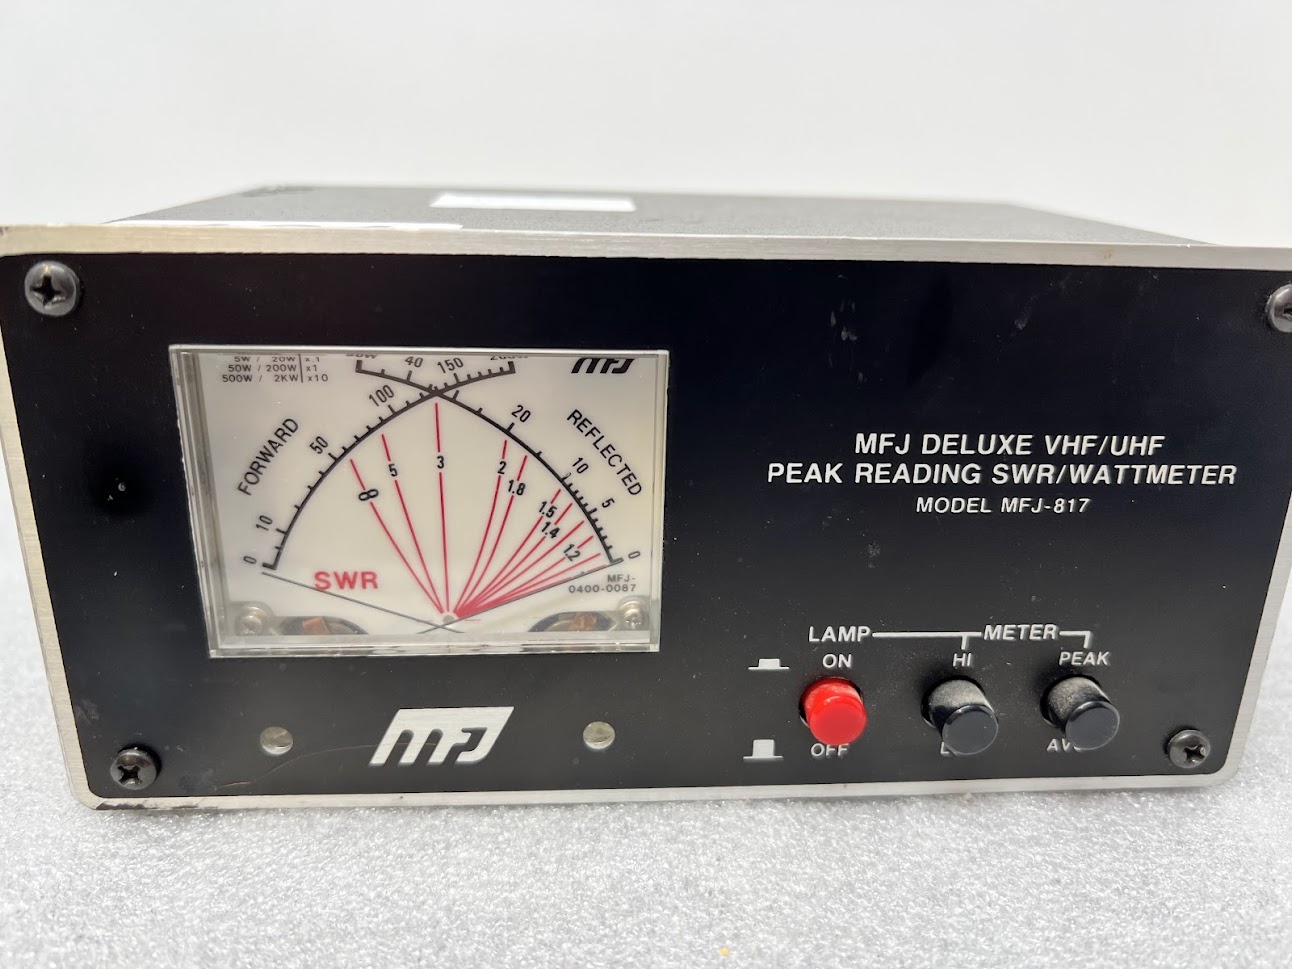 5W / 20W x.1
50W / 200W x1
500W / 2KW x10
40 150
MFJ
100
20
50
FORWARD
REFLECTED
10
10
5
0
0
∞ 5 3 2 1.8 1.5 1.4 1.2
SWR
MFJ-
0400-0087
MFJ DELUXE VHF/UHF
PEAK READING SWR/WATTMETER
MODEL MFJ-817
LAMP METER
ON HI PEAK
OFF
MFJ